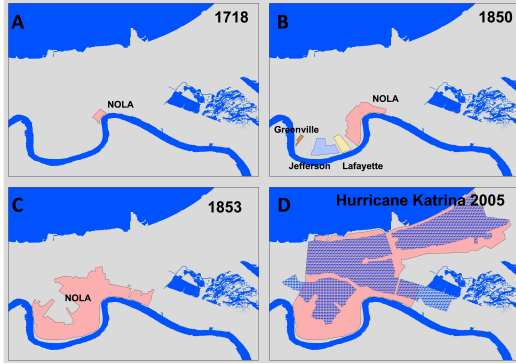 A
1718
NOLA
B
1850
NOLA
Greenville
Jefferson
Lafayette
C
1853
NOLA
D
Hurricane Katrina 2005